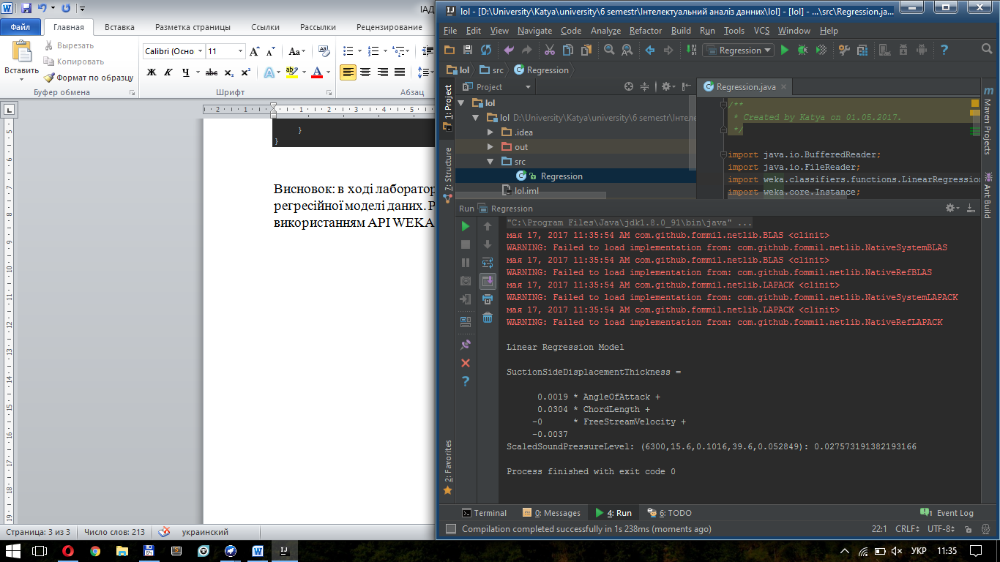 ІАД
Файл Главная Вставка Разметка страницы Ссылки Рассылки Рецензирование
Вставить
Вырезать
Копировать
Формат по образцу
Calibri (Осно 11
Буфер обмена Шрифт Абзац
}
}
Висновок: в ході лаборатор
регресійної моделі даних. Р
використанням API WEKA
Страница: 3 из 3 Число слов: 213 украинский
lol - [D:\University\Katya\university\6 semestr\Інтелектуальний аналіз данних\lol] - [lol] - ...\src\Regression.ja...
File Edit View Navigate Code Analyze Refactor Build Run Tools VCS Window Help
Regression
lol src Regression
Project
Regression.java
1: Project
7: Structure
2: Favorites
Maven Projects
Ant Build
lol
lol D:\University\Katya\university\6 semestr\Інтеле
.idea
out
src
Regression
lol.iml
/**
* Created by Katya on 01.05.2017.
*/
import java.io.BufferedReader;
import java.io.FileReader;
import weka.classifiers.functions.LinearRegression
import weka.core.Instance;
Run Regression
"C:\Program Files\Java\jdk1.8.0_91\bin\java" ...
мая 17, 2017 11:35:54 AM com.github.fommil.netlib.BLAS <clinit>
WARNING: Failed to load implementation from: com.github.fommil.netlib.NativeSystemBLAS
мая 17, 2017 11:35:54 AM com.github.fommil.netlib.BLAS <clinit>
WARNING: Failed to load implementation from: com.github.fommil.netlib.NativeRefBLAS
мая 17, 2017 11:35:54 AM com.github.fommil.netlib.LAPACK <clinit>
WARNING: Failed to load implementation from: com.github.fommil.netlib.NativeSystemLAPACK
мая 17, 2017 11:35:54 AM com.github.fommil.netlib.LAPACK <clinit>
WARNING: Failed to load implementation from: com.github.fommil.netlib.NativeRefLAPACK
Linear Regression Model
SuctionSideDisplacementThickness =
0.0019 * AngleOfAttack +
0.0304 * ChordLength +
-0 * FreeStreamVelocity +
-0.0037
ScaledSoundPressureLevel: (6300,15.6,0.1016,39.6,0.052849): 0.027573191382193166
Process finished with exit code 0
Terminal 0: Messages 4: Run 6: TODO Event Log
Compilation completed successfully in 1s 238ms (moments ago) 22:1 CRLF UTF-8
УКР 11:35